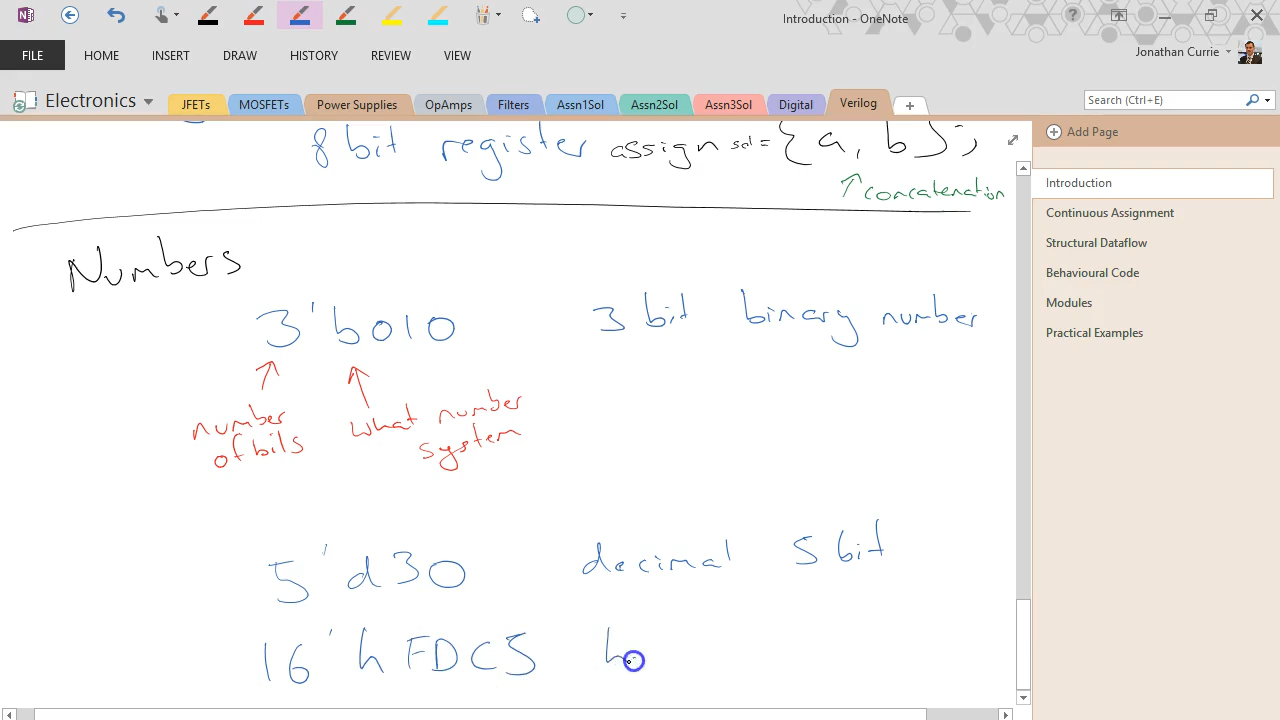 Introduction - OneNote
?
Jonathan Currie
FILE HOME INSERT DRAW HISTORY REVIEW VIEW
Electronics JFETs MOSFETs Power Supplies OpAmps Filters Assn1Sol Assn2Sol Assn3Sol Digital Verilog Search (Ctrl+E)
Add Page
Introduction
Continuous Assignment
Structural Dataflow
Behavioural Code
Modules
Practical Examples
8 bit register assign sol = {a, b};
concatenation
Numbers
3'b010 3 bit binary number
number of bits
what number system
5'd30 decimal 5 bit
16'hFDC5 h